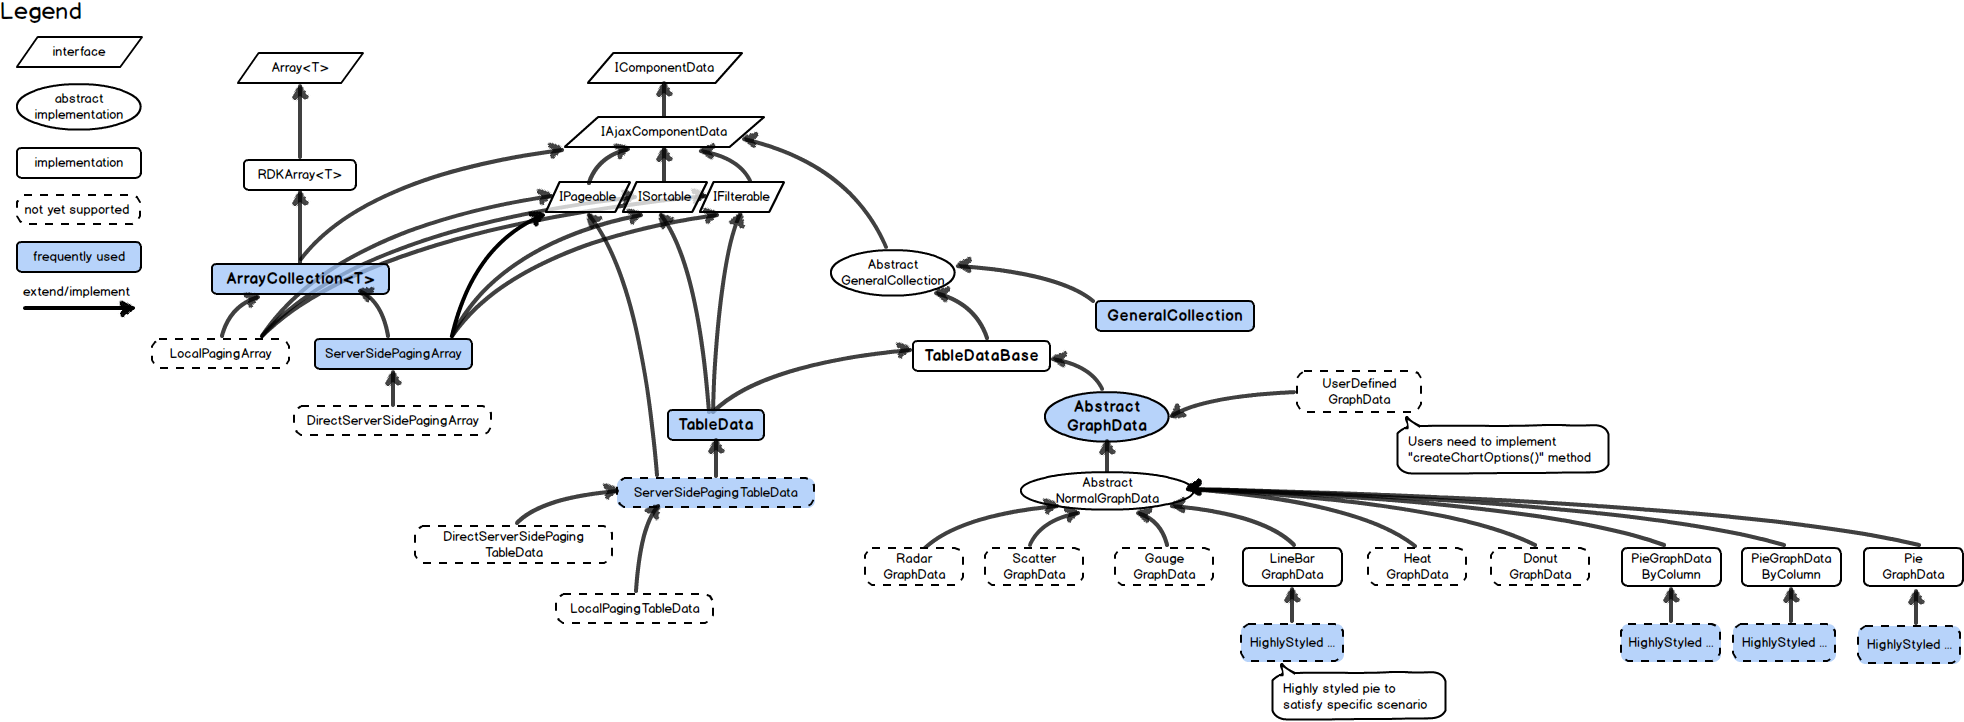 Legend
interface
abstract
implementation
implementation
not yet supported
frequently used
extend/implement
Array<T>
IComponentData
IAjaxComponentData
RDKArray<T>
IPageable
ISortable
IFilterable
ArrayCollection<T>
Abstract
GeneralCollection
GeneralCollection
LocalPagingArray
ServerSidePagingArray
TableDataBase
DirectServerSidePagingArray
TableData
Abstract
GraphData
UserDefined
GraphData
Users need to implement
"createChartOptions()" method
ServerSidePagingTableData
Abstract
NormalGraphData
DirectServerSidePaging
TableData
LocalPagingTableData
Radar
GraphData
Scatter
GraphData
Gauge
GraphData
LineBar
GraphData
Heat
GraphData
Donut
GraphData
PieGraphData
ByColumn
PieGraphData
ByColumn
Pie
GraphData
HighlyStyled ...
HighlyStyled ...
HighlyStyled ...
HighlyStyled ...
Highly styled pie to
satisfy specific scenario